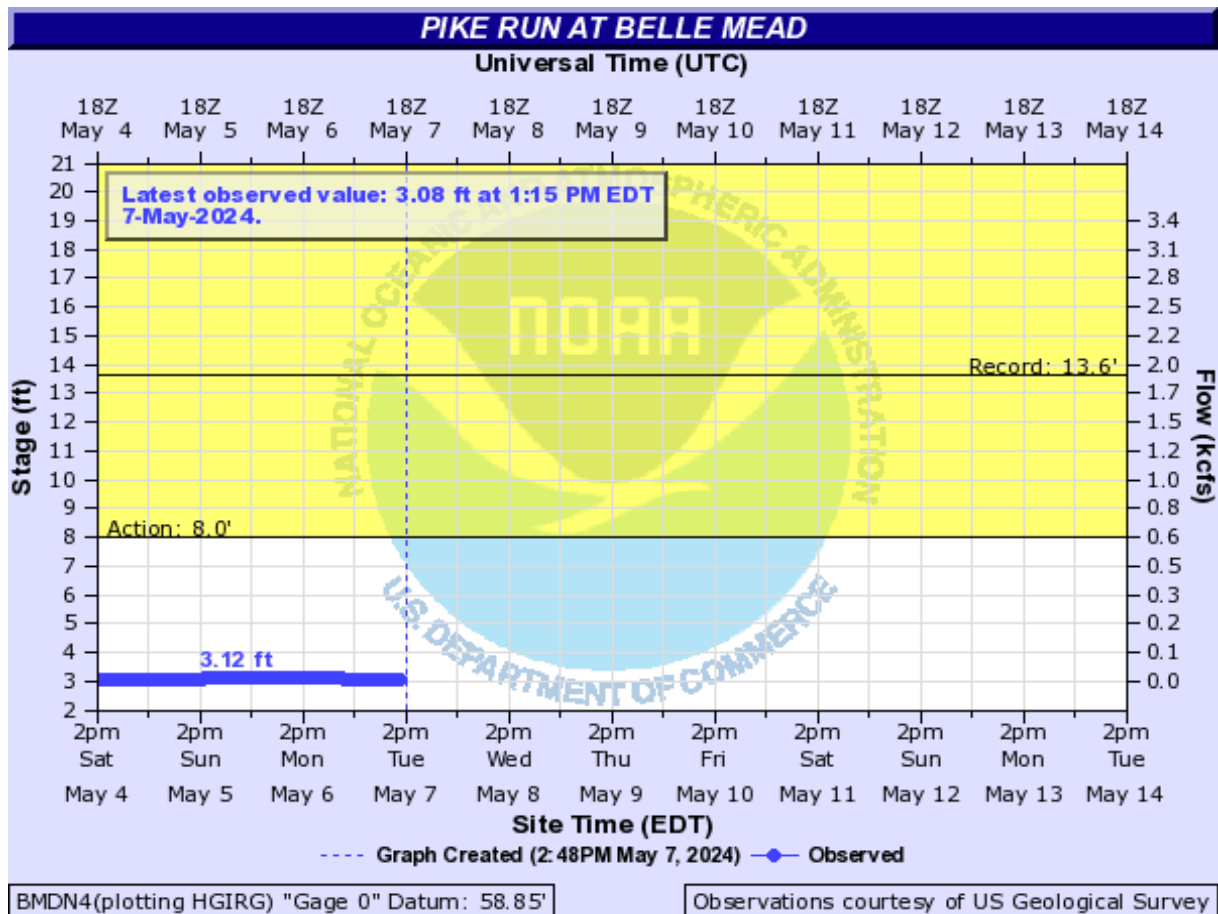 PIKE RUN AT BELLE MEAD
Universal Time (UTC)
18Z 18Z 18Z 18Z 18Z 18Z 18Z 18Z 18Z 18Z 18Z
May 4 May 5 May 6 May 7 May 8 May 9 May 10 May 11 May 12 May 13 May 14
Latest observed value: 3.08 ft at 1:15 PM EDT
7-May-2024.
NATIONAL OCEANIC AND ATMOSPHERIC ADMINISTRATION
NOAA
U.S. DEPARTMENT OF COMMERCE
Stage (ft)
21
20
19
18
17
16
15
14
13
12
11
10
9
8
7
6
5
4
3
2
Record: 13.6'
Action: 8.0'
3.12 ft
3.4
3.1
2.8
2.5
2.2
2.0
1.7
1.5
1.2
1.0
0.8
0.6
0.5
0.3
0.2
0.1
0.0
Flow (kcfs)
2pm 2pm 2pm 2pm 2pm 2pm 2pm 2pm 2pm 2pm 2pm
Sat Sun Mon Tue Wed Thu Fri Sat Sun Mon Tue
May 4 May 5 May 6 May 7 May 8 May 9 May 10 May 11 May 12 May 13 May 14
Site Time (EDT)
Graph Created (2:48PM May 7, 2024) Observed
BMDN4(plotting HGIRG) "Gage 0" Datum: 58.85'
Observations courtesy of US Geological Survey